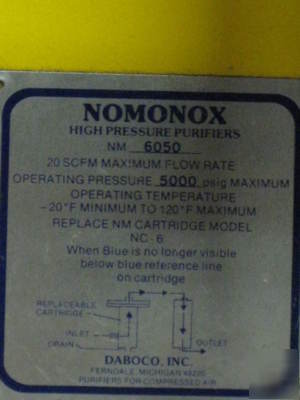 NOMONOX
HIGH PRESSURE PURIFIERS
NM 6050
20 SCFM MAXIMUM FLOW RATE
OPERATING PRESSURE 5000 psig MAXIMUM
OPERATING TEMPERATURE
-20°F MINIMUM TO 120°F MAXIMUM
REPLACE NM CARTRIDGE MODEL
NC-6
When Blue is no longer visible
below blue reference line
on cartridge
REPLACEABLE
CARTRIDGE
INLET
DRAIN
OUTLET
DABOCO, INC.
FERNDALE, MICHIGAN 48220
PURIFIERS FOR COMPRESSED AIR